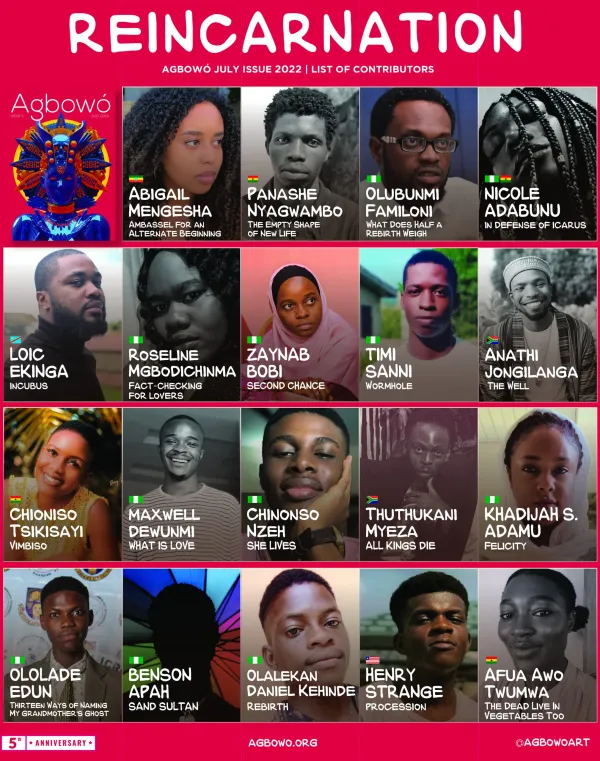 REINCARNATION
AGBOWÓ JULY ISSUE 2022 | LIST OF CONTRIBUTORS
Agbowó
ABIGAIL
MENGESHA
AMBASSEL FOR AN
ALTERNATE BEGINNING
PANASHE
NYAGWAMBO
THE EMPTY SHAPE
OF NEW LIFE
OLUBUNMI
FAMILONI
WHAT DOES HALF A
REBIRTH WEIGH
NICOLE
ADABUNU
IN DEFENSE OF ICARUS
LOIC
EKINGA
INCUBUS
ROSELINE
MGBODICHINMA
FACT-CHECKING
FOR LOVERS
ZAYNAB
BOBI
SECOND CHANCE
TIMI
SANNI
WORMHOLE
ANATHI
JONGILANGA
THE WELL
CHIONISO
TSIKISAYI
VIMBISO
MAXWELL
DEWUNMI
WHAT IS LOVE
CHINONSO
NZEH
SHE LIVES
THUTHUKANI
MYEZA
ALL KINGS DIE
KHADIJAH S.
ADAMU
FELICITY
OLOLADE
EDUN
THIRTEEN WAYS OF NAMING
MY GRANDMOTHER'S GHOST
BENSON
APAH
SAND SULTAN
OLALEKAN
DANIEL KEHINDE
REBIRTH
HENRY
STRANGE
PROCESSION
AFUA AWO
TWUMWA
THE DEAD LIVE IN
VEGETABLES TOO
5th ★ ANNIVERSARY ★
AGBOWO.ORG
©AGBOWOART